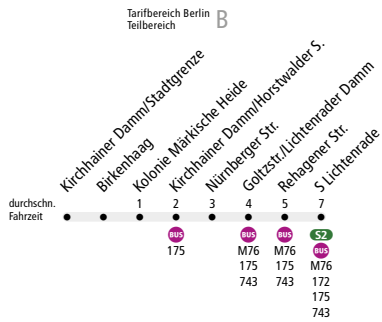 Tarifbereich Berlin
Teilbereich
B
Kirchhainer Damm/Stadtgrenze
Birkenhaag
Kolonie Märkische Heide
Kirchhainer Damm/Horstwalder S.
Nürnberger Str.
Goltzstr./Lichtenrader Damm
Rehagener Str.
S Lichtenrade
durchschn. 1 2 3 4 5 7
Fahrzeit
BUS BUS BUS S2
175 M76 M76 BUS
175 175 M76
743 743 172
175
743